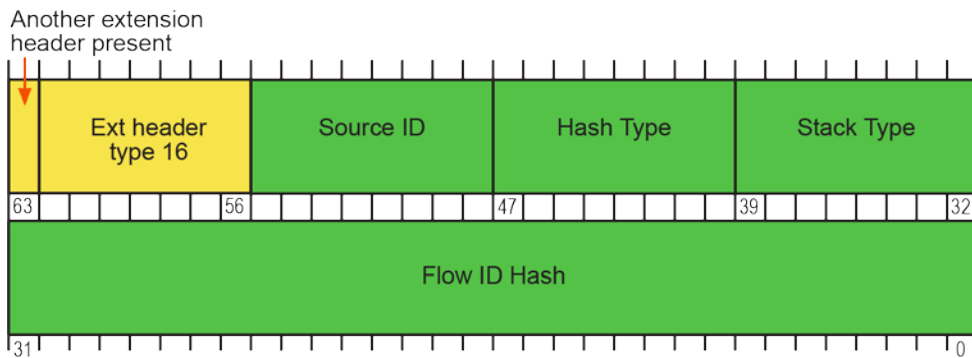 Another extension
header present
Ext header
type 16
Source ID
Hash Type
Stack Type
63
56
47
39
32
Flow ID Hash
31
0